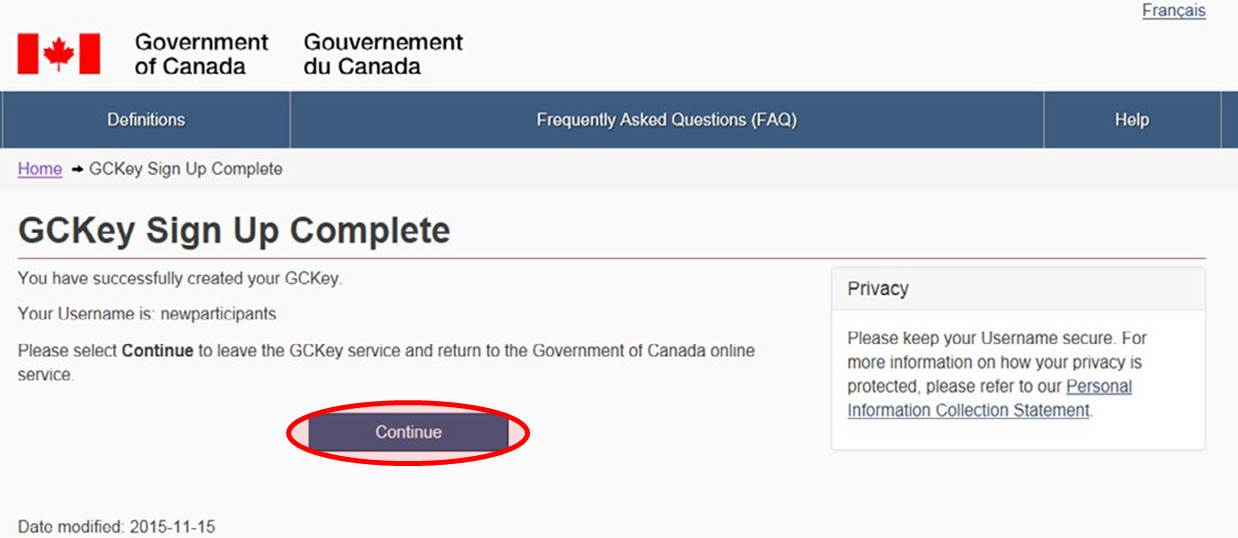 Français
Government
of Canada
Gouvernement
du Canada
Definitions
Frequently Asked Questions (FAQ)
Help
Home ➞ GCKey Sign Up Complete
GCKey Sign Up Complete
You have successfully created your GCKey.
Your Username is: newparticipants
Please select Continue to leave the GCKey service and return to the Government of Canada online
service.
Continue
Privacy
Please keep your Username secure. For
more information on how your privacy is
protected, please refer to our Personal
Information Collection Statement.
Date modified: 2015-11-15